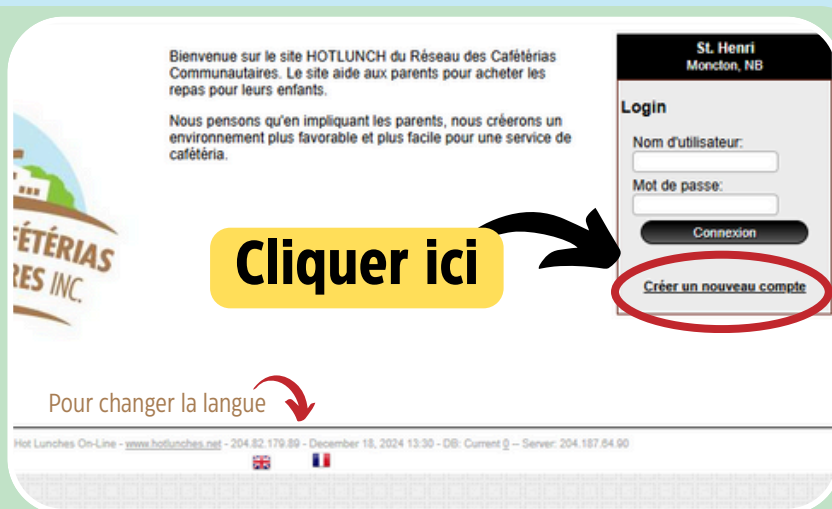 Bienvenue sur le site HOTLUNCH du Réseau des Cafétérias
Communautaires. Le site aide aux parents pour acheter les
repas pour leurs enfants.
Nous pensons qu'en impliquant les parents, nous créerons un
environnement plus favorable et plus facile pour une service de
cafétéria.
St. Henri
Moncton, NB
Login
Nom d'utilisateur:
Mot de passe:
Connexion
Créer un nouveau compte
Cliquer ici
FÉTÉRIAS
RES INC.
Pour changer la langue
Hot Lunches On-Line - www.hotlunches.net - 204.82.179.89 - December 18, 2024 13:30 - DB: Current 0 -- Server: 204.187.64.90